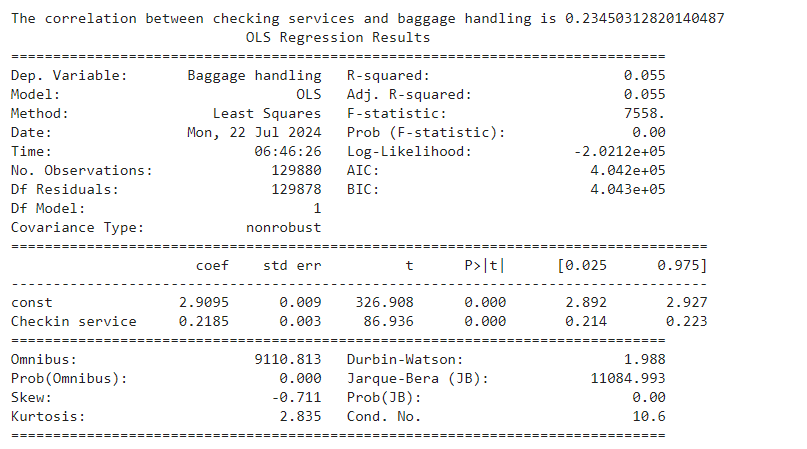 The correlation between checking services and baggage handling is 0.23450312820140487
OLS Regression Results
==============================================================================
Dep. Variable: Baggage handling R-squared: 0.055
Model: OLS Adj. R-squared: 0.055
Method: Least Squares F-statistic: 7558.
Date: Mon, 22 Jul 2024 Prob (F-statistic): 0.00
Time: 06:46:26 Log-Likelihood: -2.0212e+05
No. Observations: 129880 AIC: 4.042e+05
Df Residuals: 129878 BIC: 4.043e+05
Df Model: 1
Covariance Type: nonrobust
===================================================================================
coef std err t P>|t| [0.025 0.975]
-----------------------------------------------------------------------------------
const 2.9095 0.009 326.908 0.000 2.892 2.927
Checkin service 0.2185 0.003 86.936 0.000 0.214 0.223
==============================================================================
Omnibus: 9110.813 Durbin-Watson: 1.988
Prob(Omnibus): 0.000 Jarque-Bera (JB): 11084.993
Skew: -0.711 Prob(JB): 0.00
Kurtosis: 2.835 Cond. No. 10.6
==============================================================================